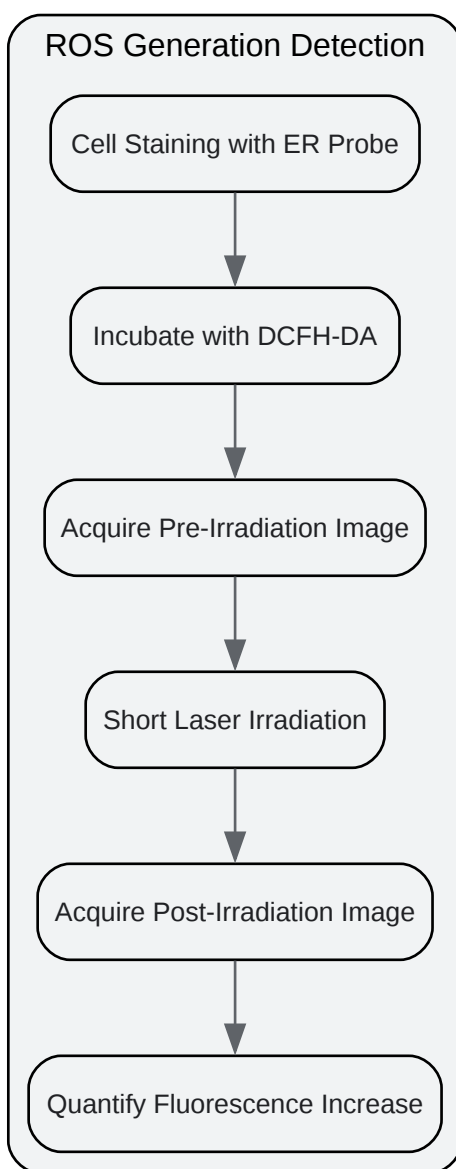 ROS Generation Detection
Cell Staining with ER Probe
Incubate with DCFH-DA
Acquire Pre-Irradiation Image
Short Laser Irradiation
Acquire Post-Irradiation Image
Quantify Fluorescence Increase